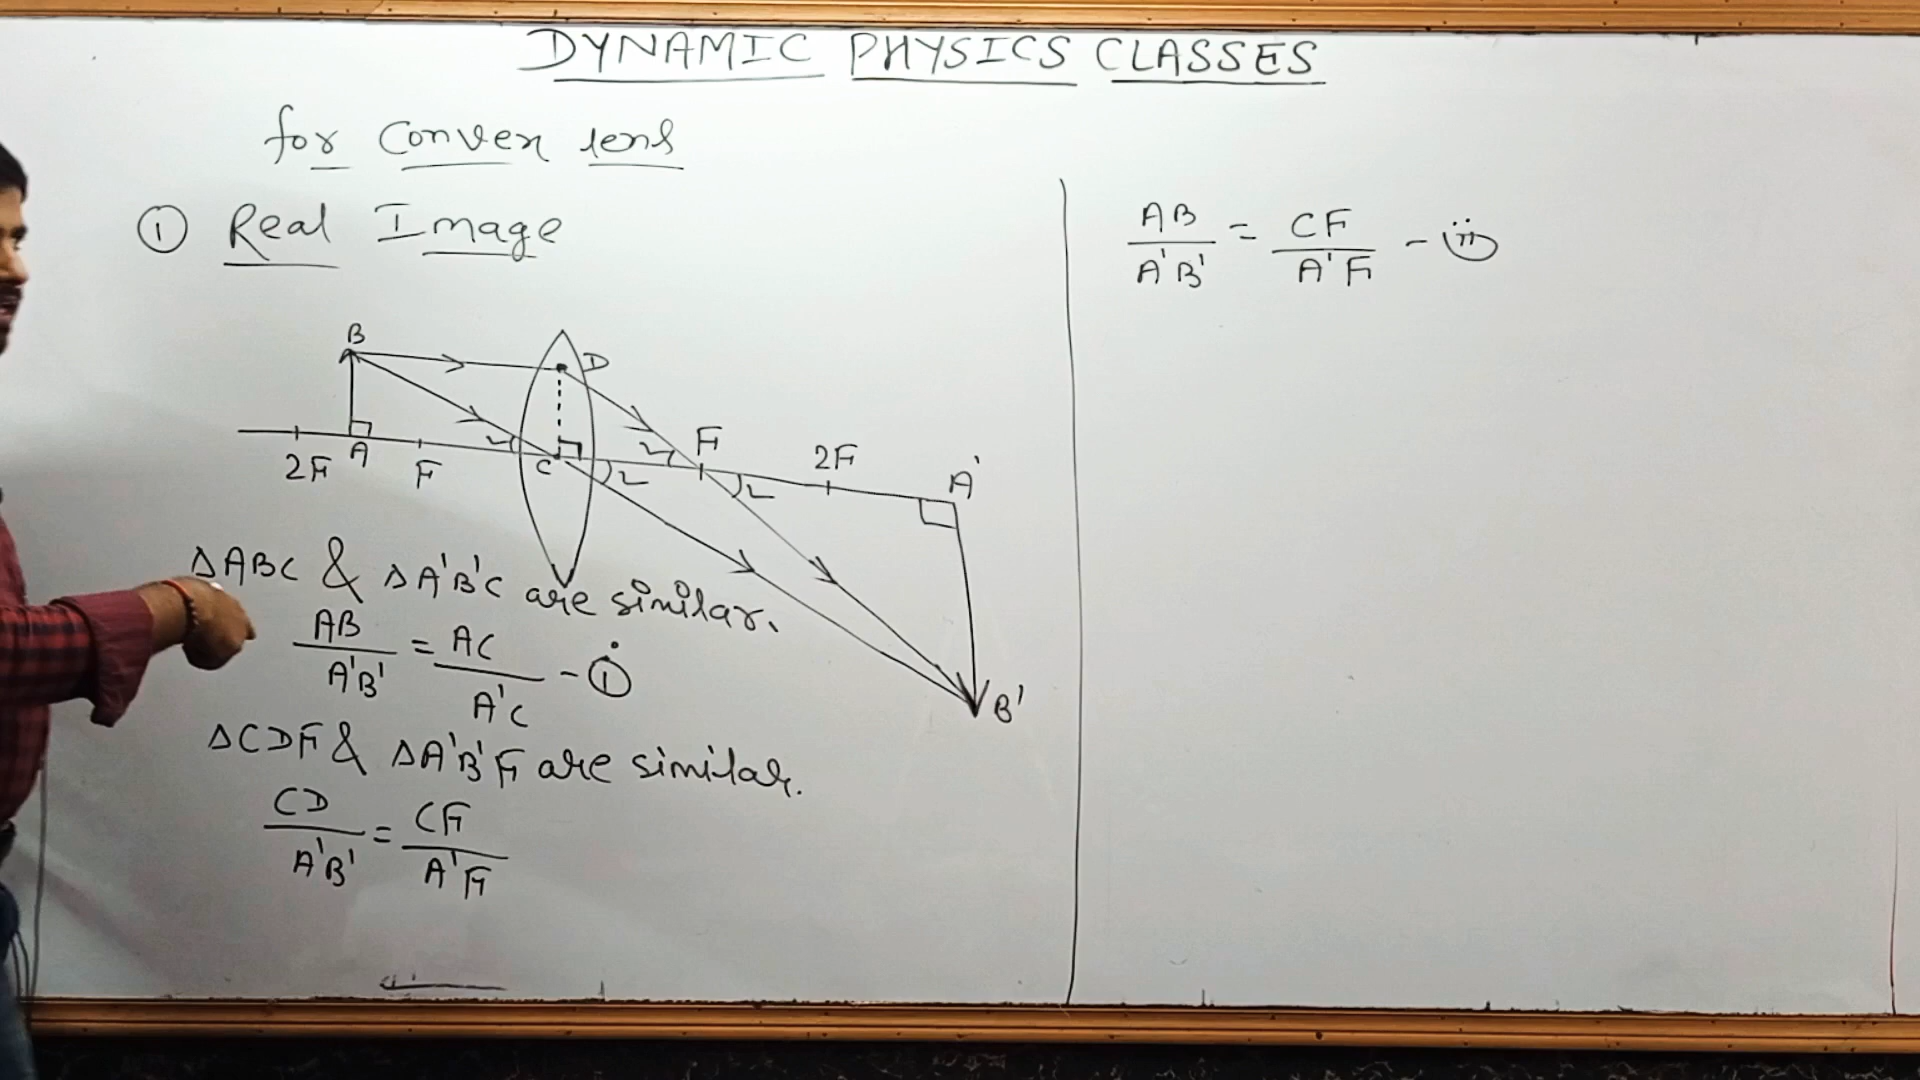 DYNAMIC PHYSICS CLASSES
for Convex lens
① Real Image
B
D
2F A F C F 2F A'
B'
ΔABC & ΔA'B'C are similar.
AB/A'B' = AC/A'C - (i)
ΔCDF & ΔA'B'F are similar.
CD/A'B' = CF/A'F
AB/A'B' = CF/A'F - (ii)